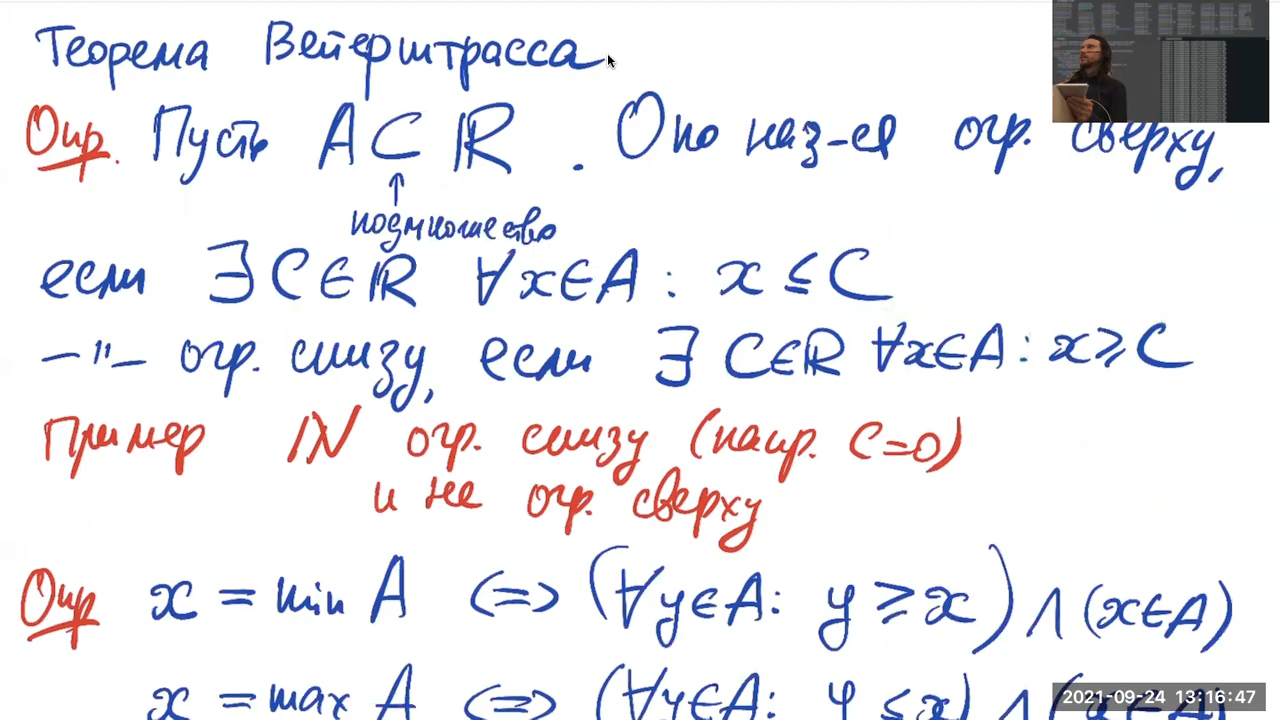 Теорема Вейерштрасса
Опр. Пусть A ⊂ ℝ. Оно наз-ся огр. сверху,
↑
подмножество
если ∃ C ∈ ℝ ∀x ∈ A : x ≤ C
–"– огр. снизу, если ∃ C ∈ ℝ ∀x ∈ A : x ⩾ C
Пример ℕ огр. снизу (напр. C=0)
и не огр. сверху
Опр x = min A <=> (∀y ∈ A : y ⩾ x) ∧ (x ∈ A)
x = max A <=> (∀y ∈ A : y ≤ x) ∧ (x ∈ A)
2021-09-24 13:16:47